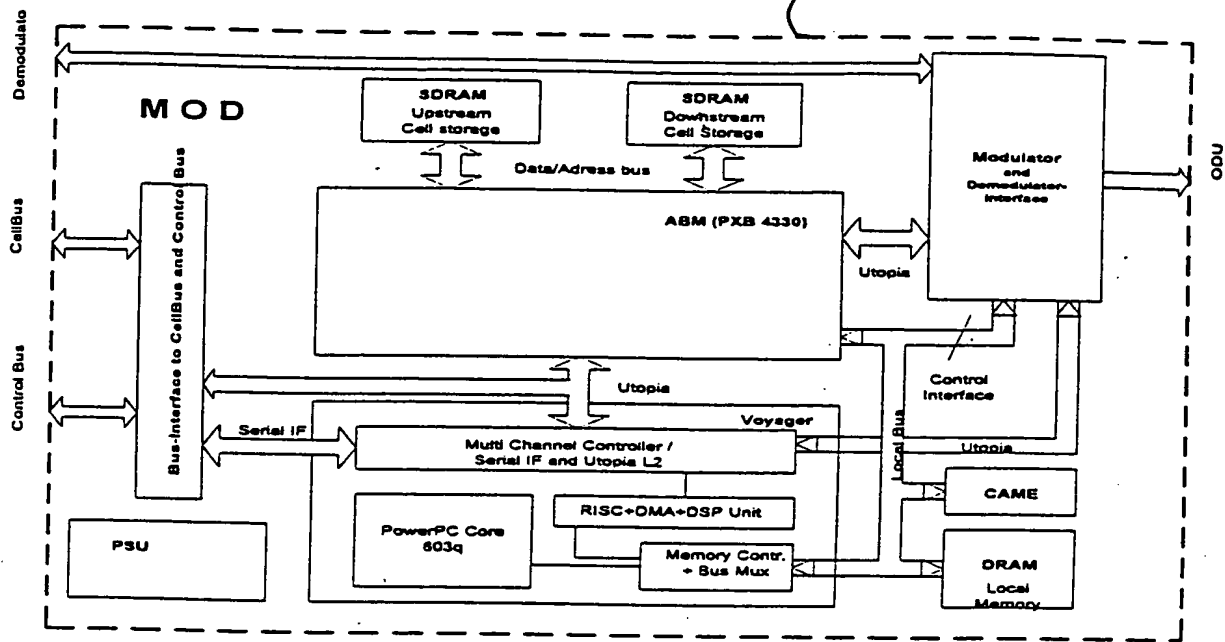 Demodulato
MOD
SDRAM
Upstream
Cell storage
SDRAM
Downstream
Cell Storage
Data/Adress bus
Modulator
and
Demodulator-
Interface
ODU
CellBus
Bus-Interface to CellBus and Control Bus
ABM (PXB 4330)
Utopia
Control Bus
Utopia
Control
Interface
Local Bus
Voyager
Serial IF
Multi Channel Controller /
Serial IF and Utopia L2
Utopia
CAME
RISC+DMA+DSP Unit
PowerPC Core
603q
Memory Contr.
+ Bus Mux
DRAM
Local
Memory
PSU